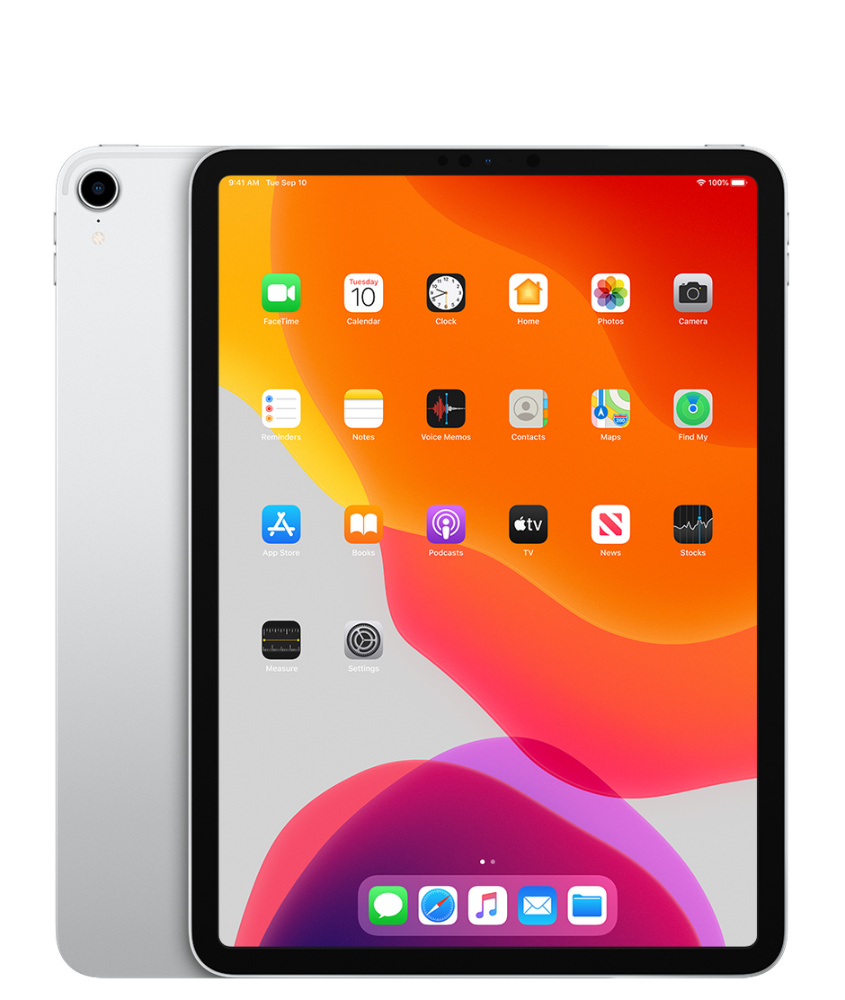 9:41 AM Tue Sep 10 100%
Tuesday
10
FaceTime Calendar Clock Home Photos Camera
280
Reminders Notes Voice Memos Contacts Maps Find My
tv
App Store Books Podcasts TV News Stocks
Measure Settings